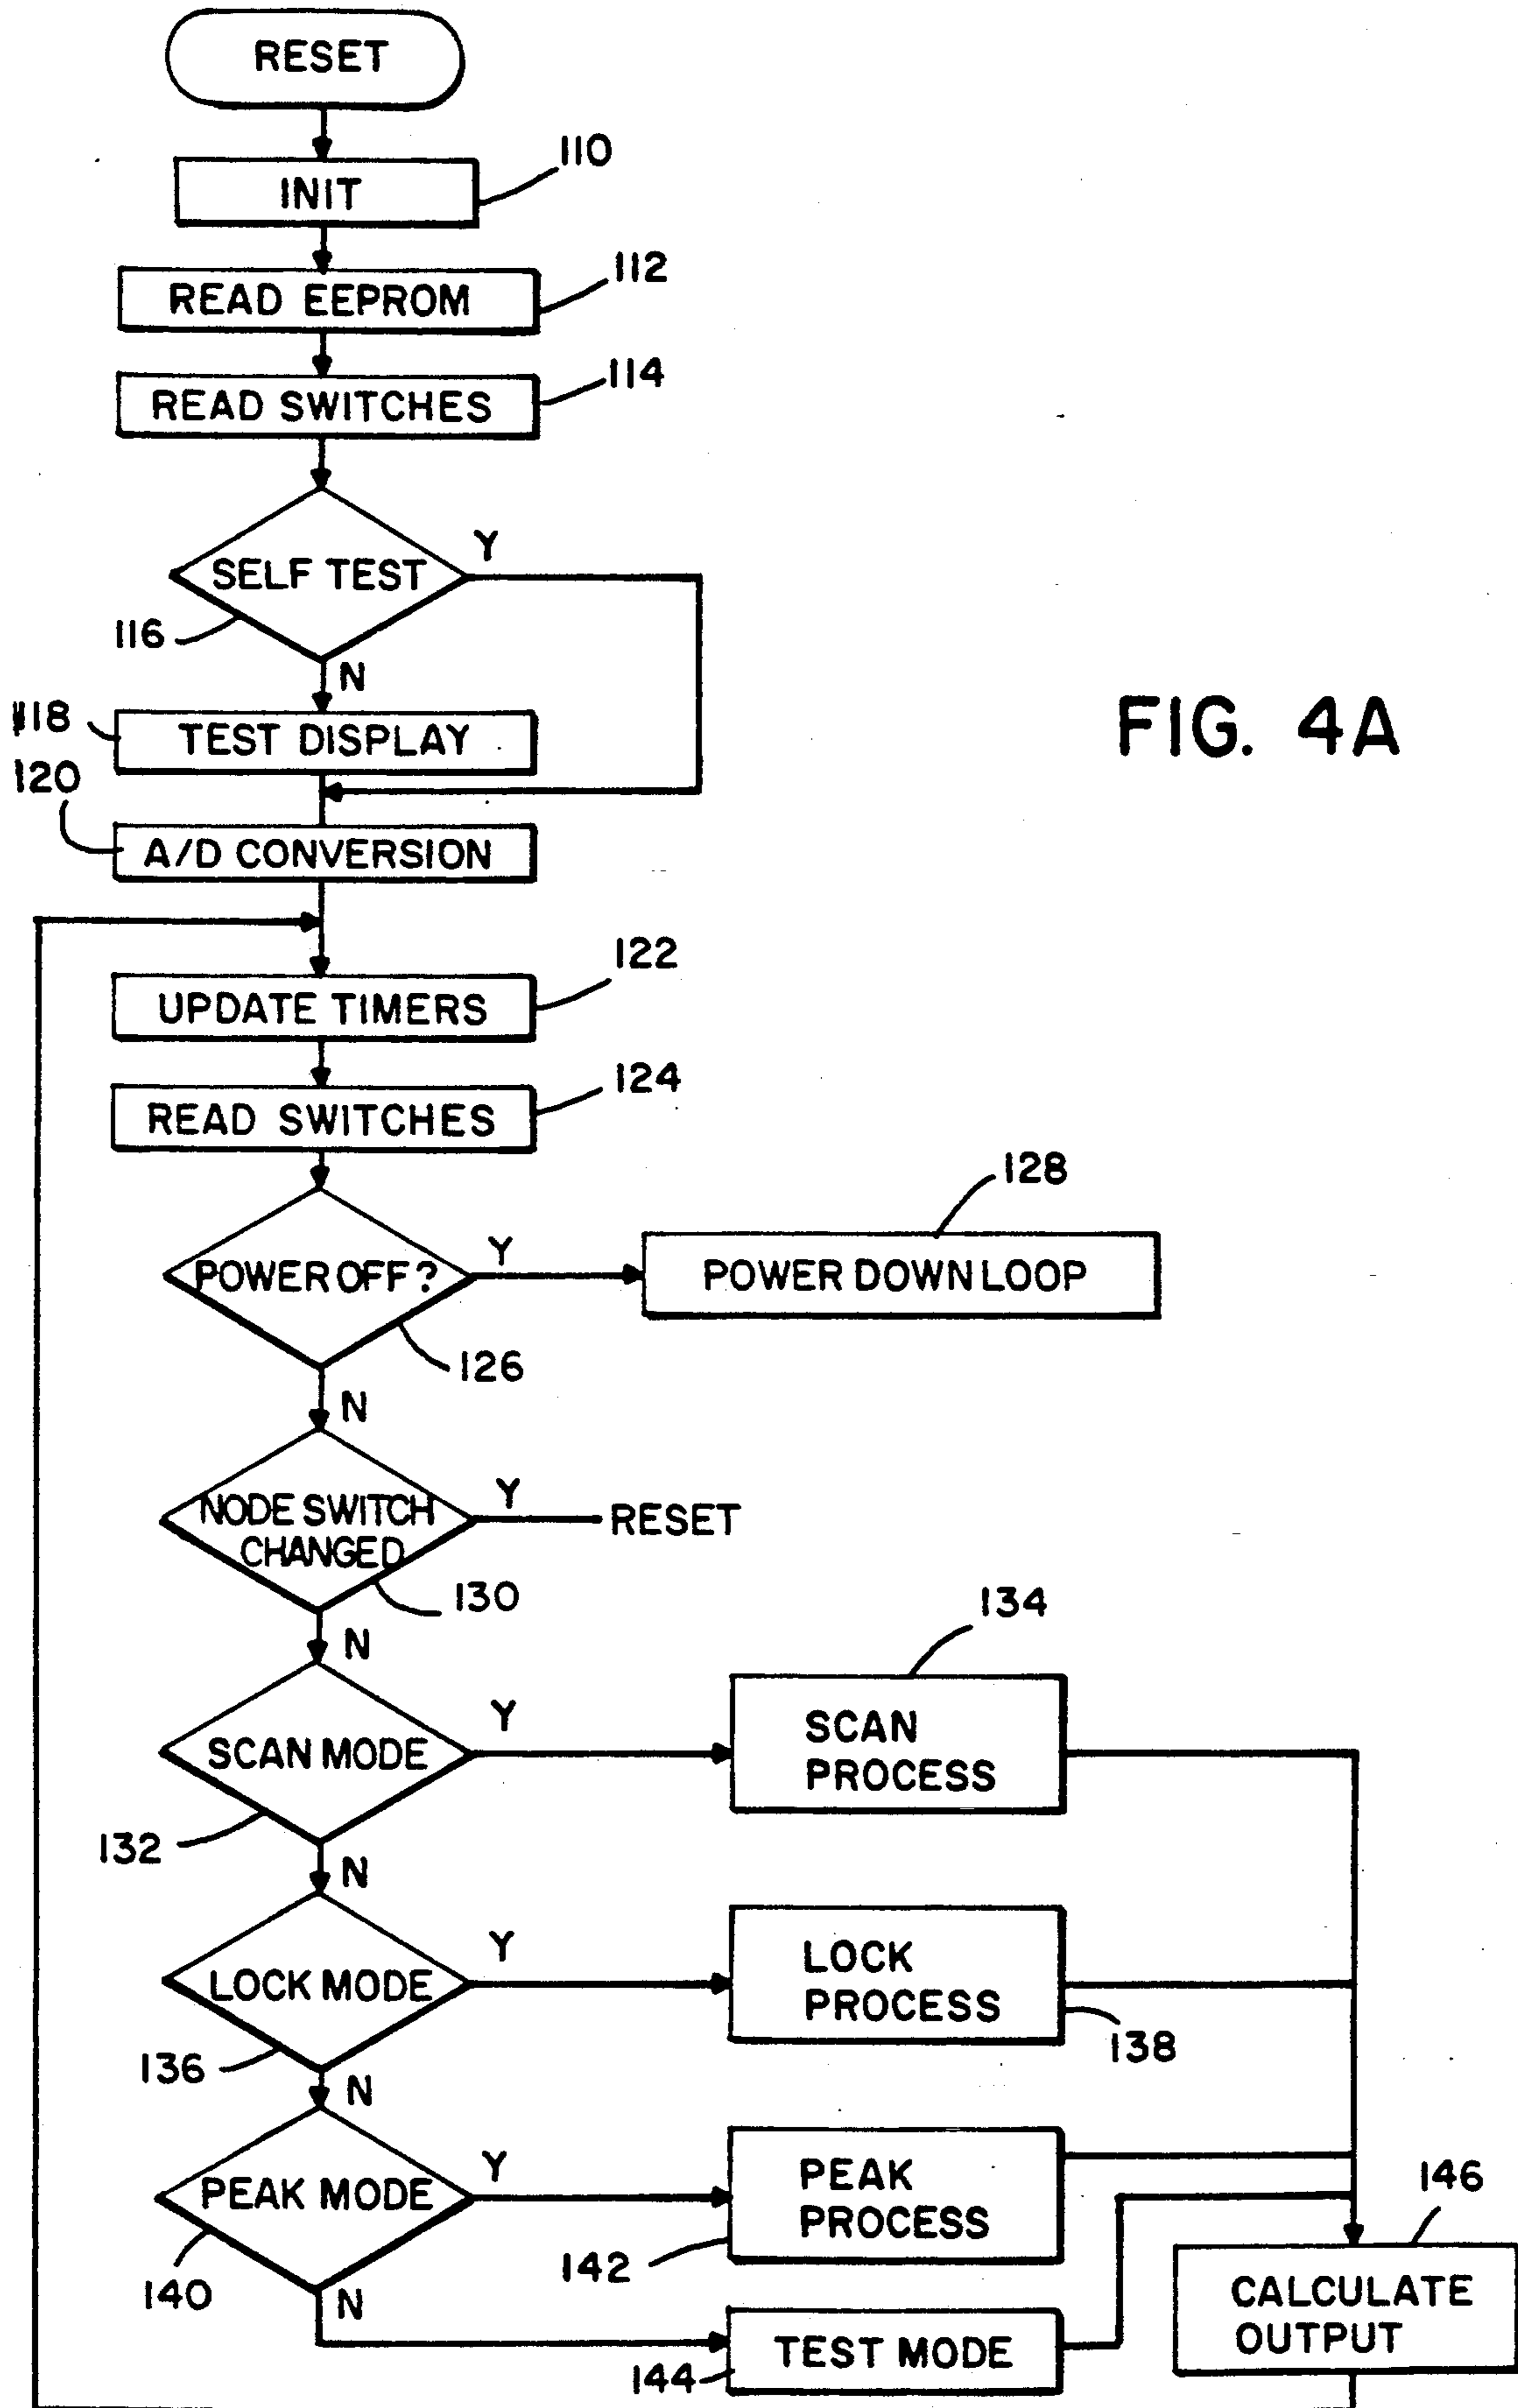 RESET
110
INIT
112
READ EEPROM
114
READ SWITCHES
Y
SELF TEST
116
N
118
TEST DISPLAY
FIG. 4A
120
A/D CONVERSION
122
UPDATE TIMERS
124
READ SWITCHES
128
POWER OFF?
Y
POWER DOWN LOOP
126
N
NODE SWITCH
CHANGED
Y
RESET
130
N
134
SCAN MODE
Y
SCAN
PROCESS
132
N
LOCK MODE
Y
LOCK
PROCESS
136
138
N
PEAK MODE
Y
PEAK
PROCESS
146
140
142
N
CALCULATE
OUTPUT
TEST MODE
144